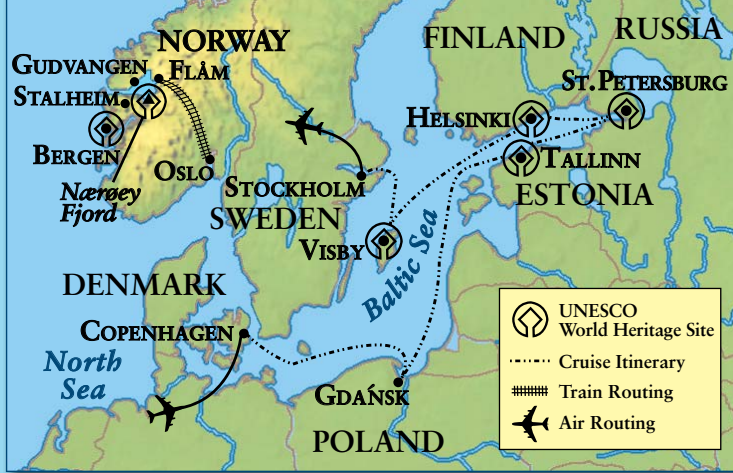 NORWAY
FINLAND
RUSSIA
GUDVANGEN
FLÅM
STALHEIM
ST. PETERSBURG
HELSINKI
BERGEN
OSLO
TALLINN
Nærøey
Fjord
STOCKHOLM
ESTONIA
SWEDEN
VISBY
Baltic Sea
DENMARK
COPENHAGEN
North
Sea
GDAŃSK
POLAND
UNESCO
World Heritage Site
Cruise Itinerary
Train Routing
Air Routing